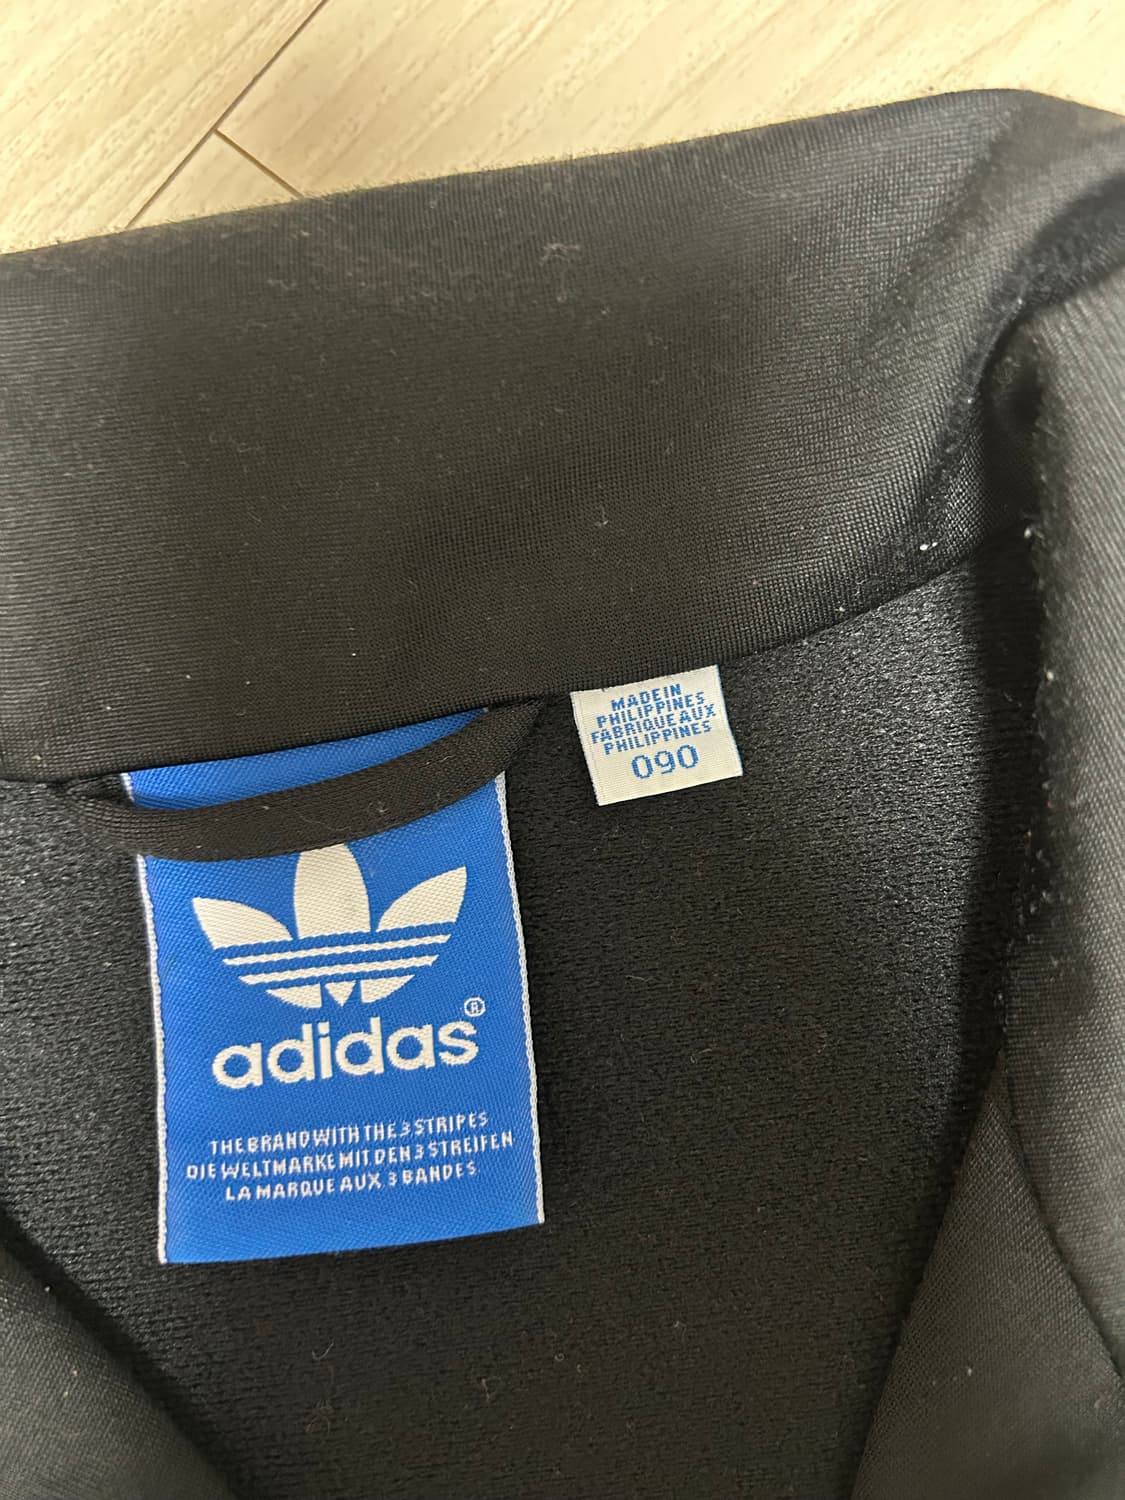 MADE IN
PHILIPPINES
FABRIQUE AUX
PHILIPPINES
090
adidas®
THE BRAND WITH THE 3 STRIPES
DIE WELTMARKE MIT DEN 3 STREIFEN
LA MARQUE AUX 3 BANDES